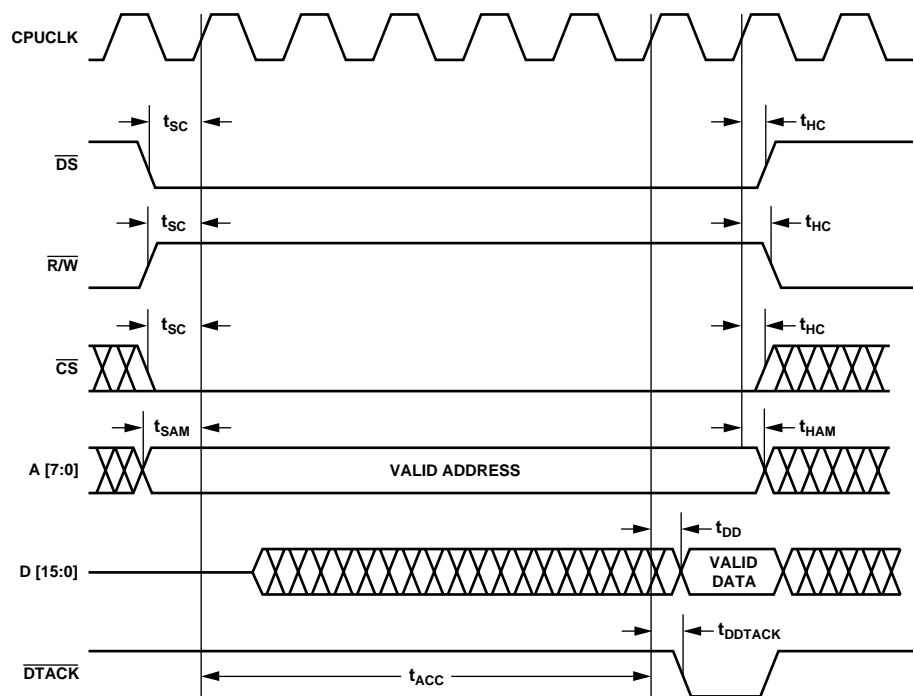 CPUCLK
tSC tHC
DS
tSC tHC
R/W
tSC tHC
CS
tSAM tHAM
A [7:0] VALID ADDRESS
tDD
D [15:0] VALID DATA
tDDTACK
DTACK
tACC